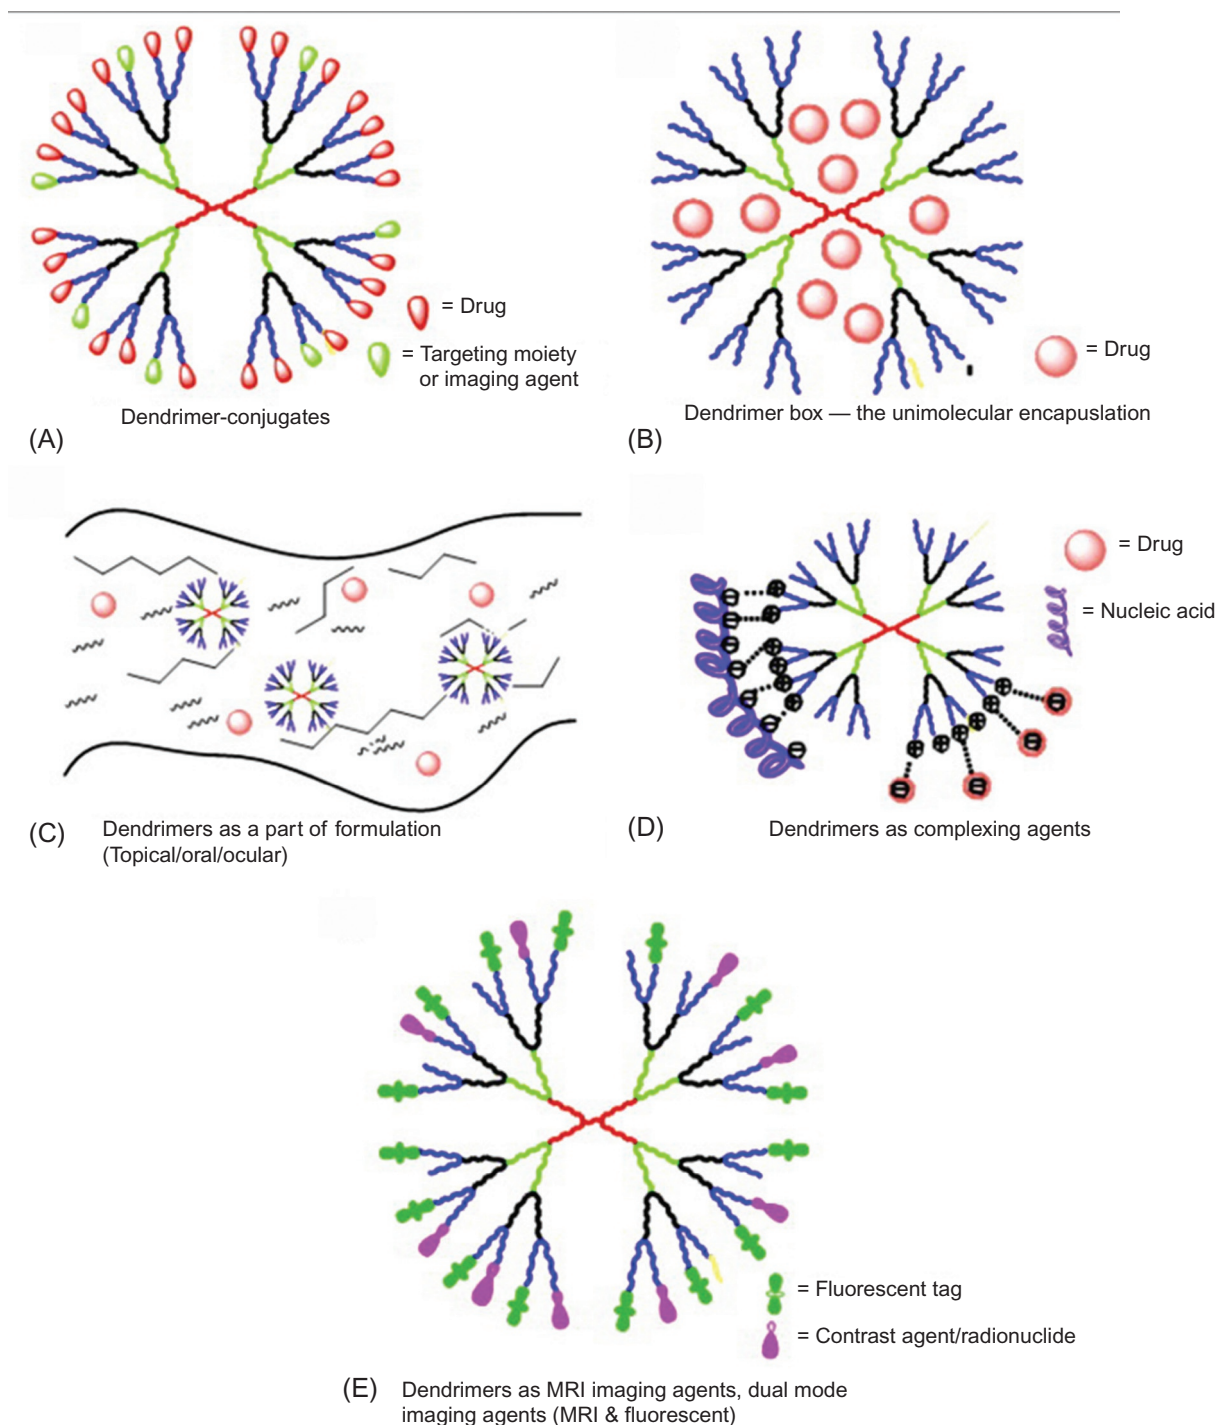 = Drug
= Targeting moiety
or imaging agent
Dendrimer-conjugates
(A)
= Drug
Dendrimer box — the unimolecular encapuslation
(B)
(C) Dendrimers as a part of formulation
(Topical/oral/ocular)
= Drug
= Nucleic acid
(D) Dendrimers as complexing agents
= Fluorescent tag
= Contrast agent/radionuclide
(E) Dendrimers as MRI imaging agents, dual mode
imaging agents (MRI & fluorescent)